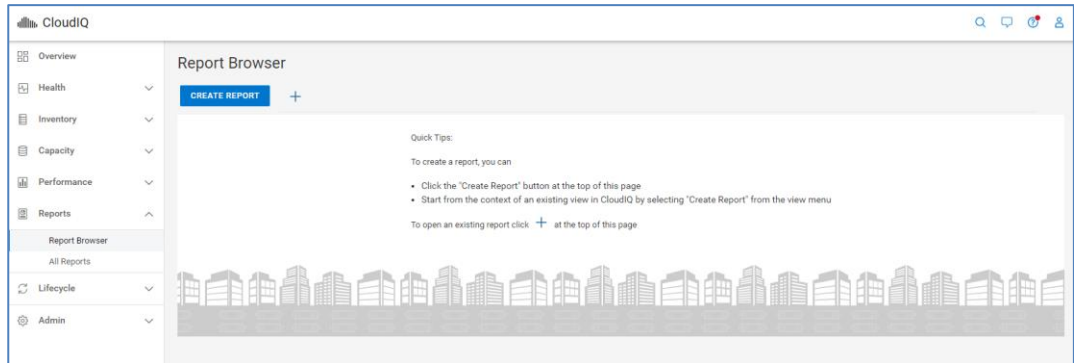 CloudIQ
Overview
Health
Inventory
Capacity
Performance
Reports
Report Browser
All Reports
Lifecycle
Admin
Report Browser
CREATE REPORT
Quick Tips:
To create a report, you can
• Click the "Create Report" button at the top of this page
• Start from the context of an existing view in CloudIQ by selecting "Create Report" from the view menu
To open an existing report click + at the top of this page